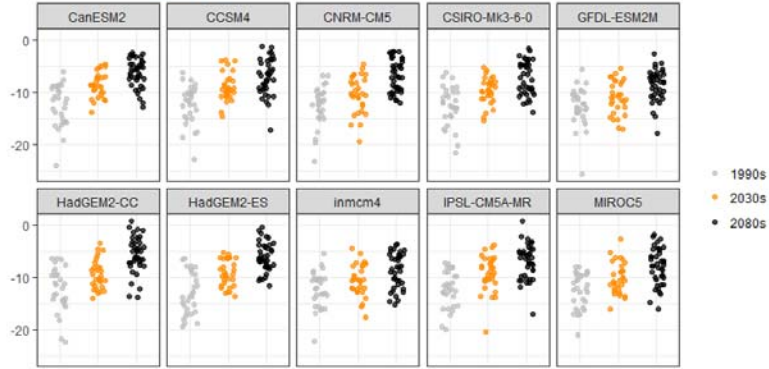 CanESM2 CCSM4 CNRM-CM5 CSIRO-Mk3-6-0 GFDL-ESM2M
0
-10
-20
HadGEM2-CC HadGEM2-ES inmcm4 IPSL-CM5A-MR MIROC5
0
-10
-20
1990s
2030s
2080s